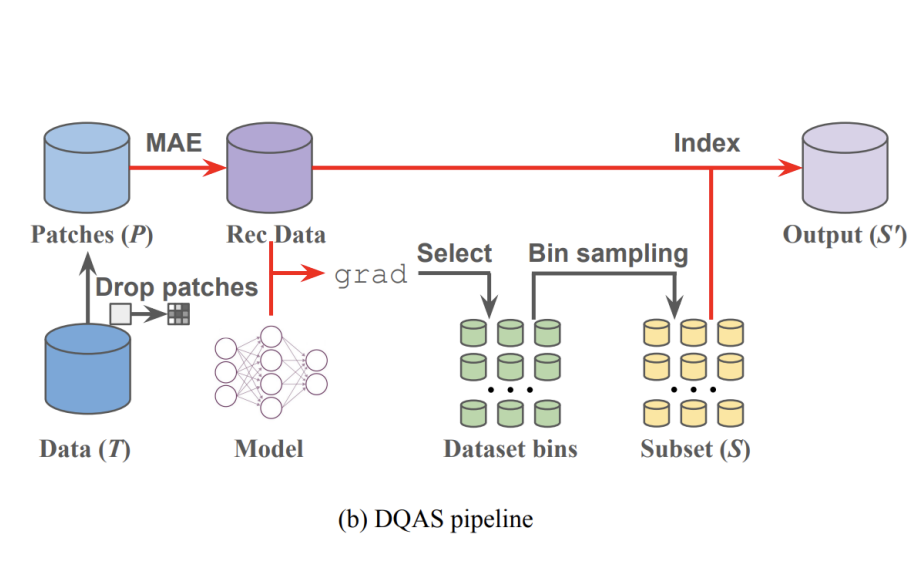 MAE
Index
Patches (P)
Rec Data
Output (S')
Select
Bin sampling
grad
Drop patches
Data (T)
Model
Dataset bins
Subset (S)
(b) DQAS pipeline